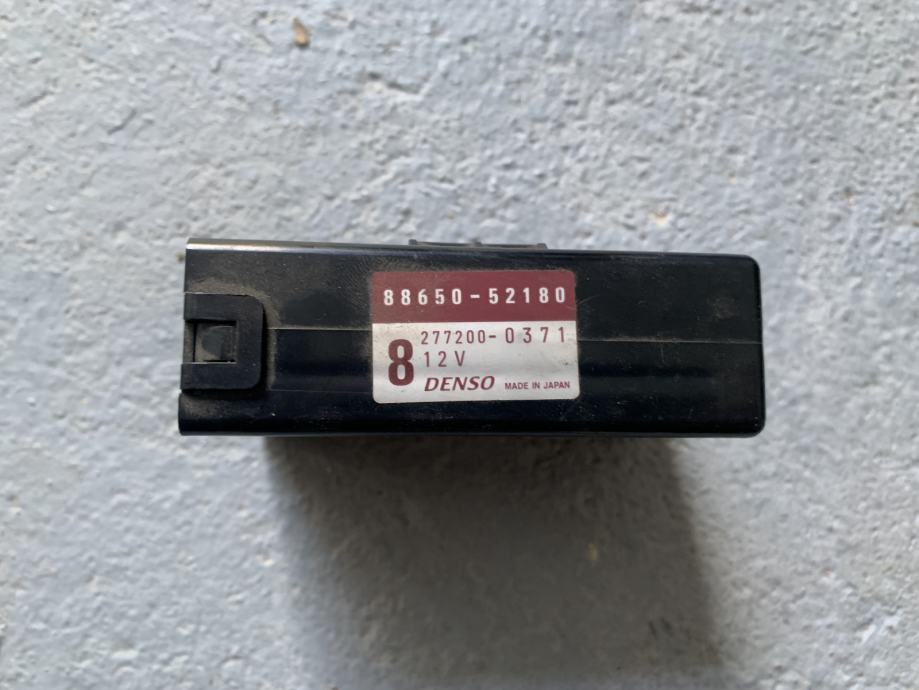 88650-52180
277200-0371
8 12V
DENSO MADE IN JAPAN